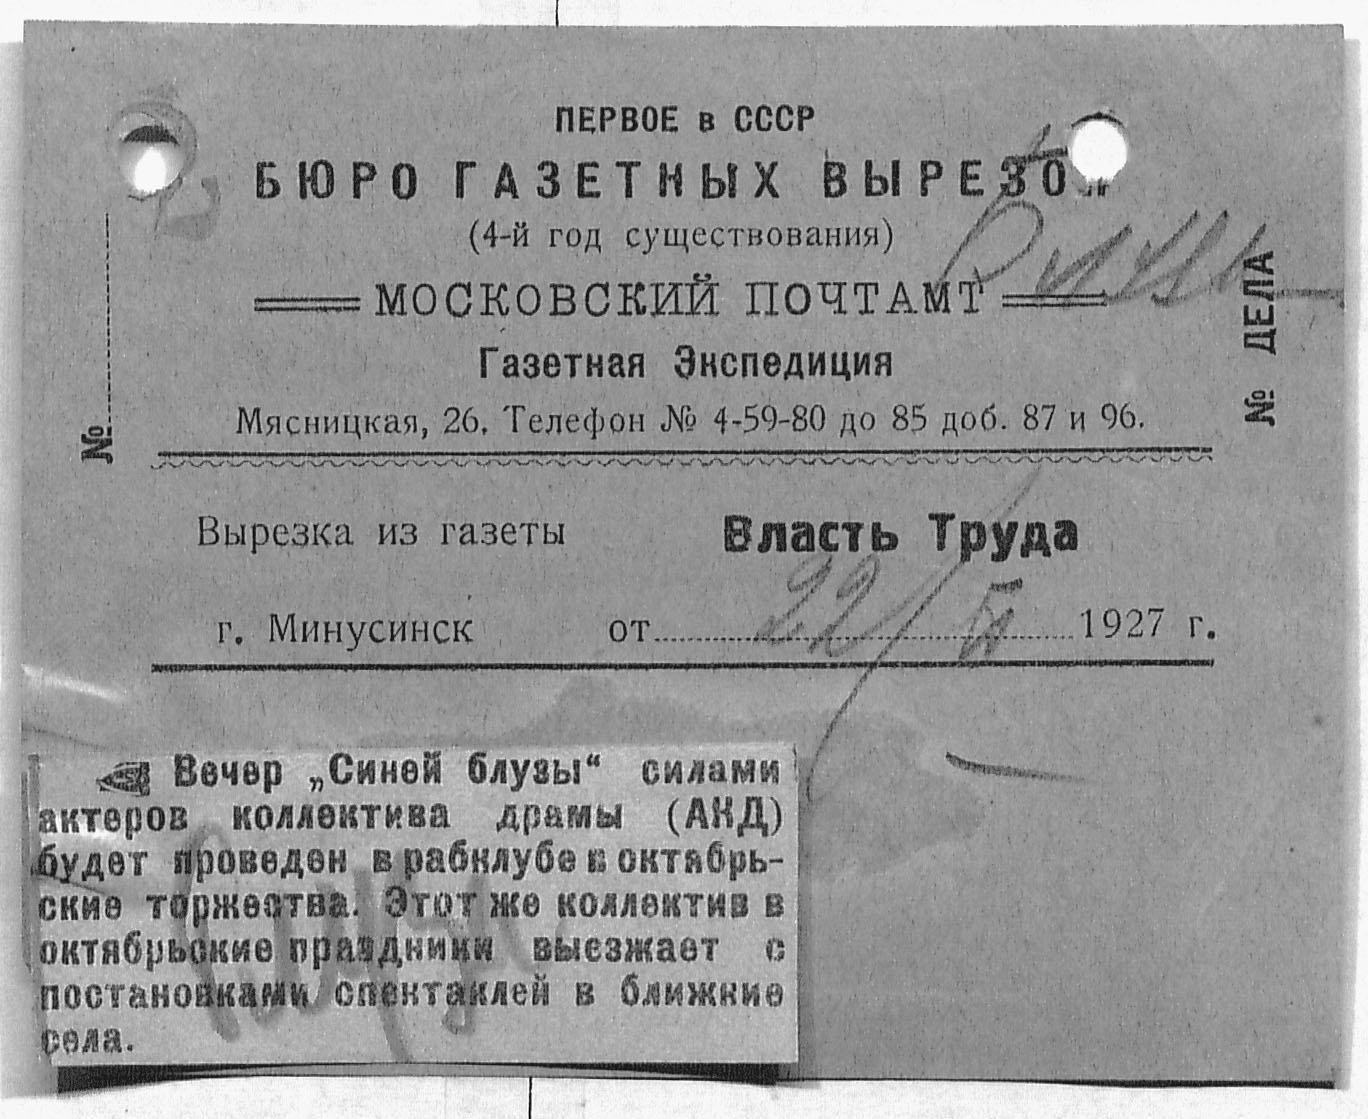 ПЕРВОЕ в СССР
БЮРО ГАЗЕТНЫХ ВЫРЕЗОК
(4-й год существования)
МОСКОВСКИЙ ПОЧТАМТ
Газетная Экспедиция
Мясницкая, 26. Телефон № 4-59-80 до 85 доб. 87 и 96.
№
№ ДЕЛА
Вырезка из газеты Власть Труда
г. Минусинск от 22/ 1927 г.
Вечер „Синей блузы“ силами
актеров коллектива драмы (АКД)
будет проведен в рабклубе в октябрь-
ские торжества. Этот же коллектив в
октябрьские праздники выезжает с
постановками спектаклей в ближние
села.